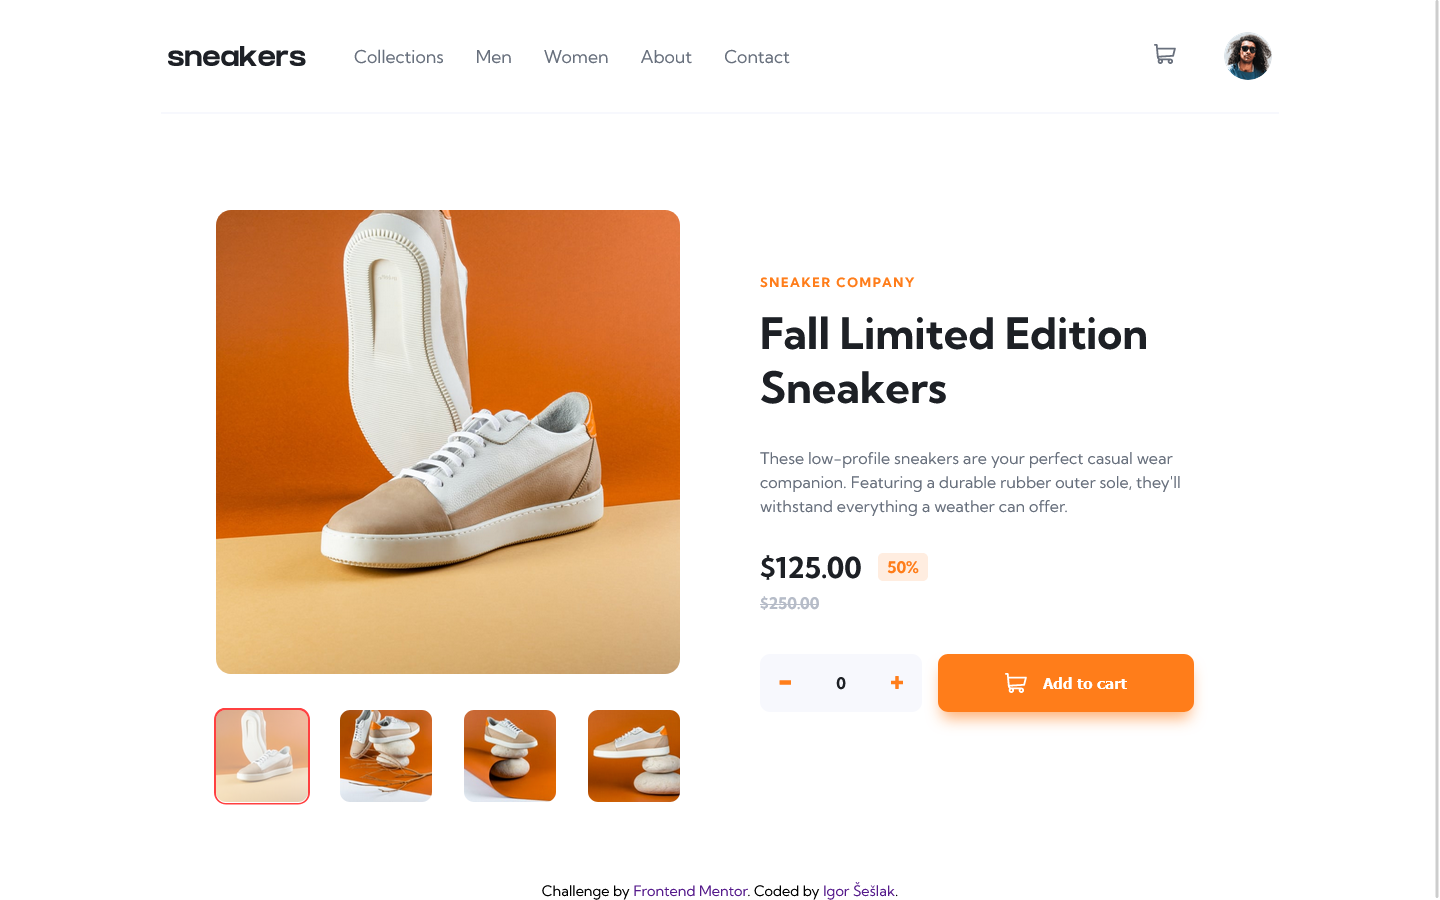 sneakers Collections Men Women About Contact
SNEAKER COMPANY
Fall Limited Edition
Sneakers
These low-profile sneakers are your perfect casual wear
companion. Featuring a durable rubber outer sole, they'll
withstand everything a weather can offer.
$125.00 50%
$250.00
- 0 + Add to cart
Challenge by Frontend Mentor. Coded by Igor Šešlak.